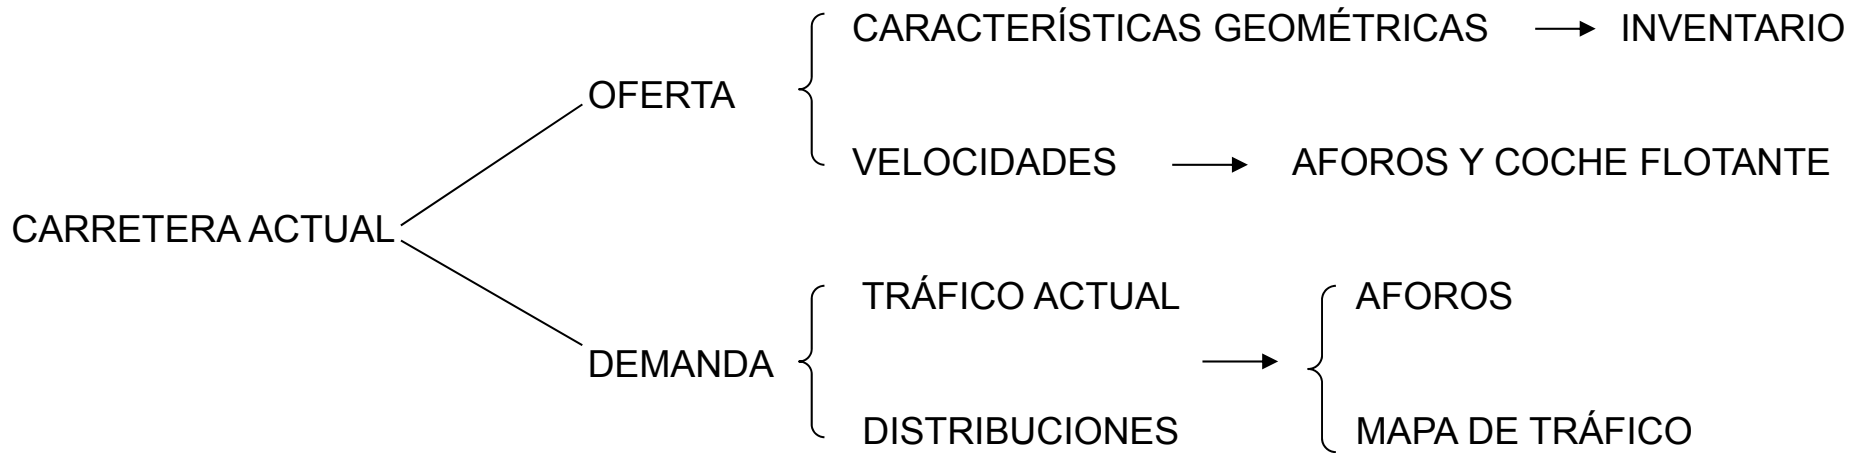 CARACTERÍSTICAS GEOMÉTRICAS INVENTARIO
OFERTA
VELOCIDADES AFOROS Y COCHE FLOTANTE
CARRETERA ACTUAL
TRÁFICO ACTUAL AFOROS
DEMANDA
DISTRIBUCIONES MAPA DE TRÁFICO